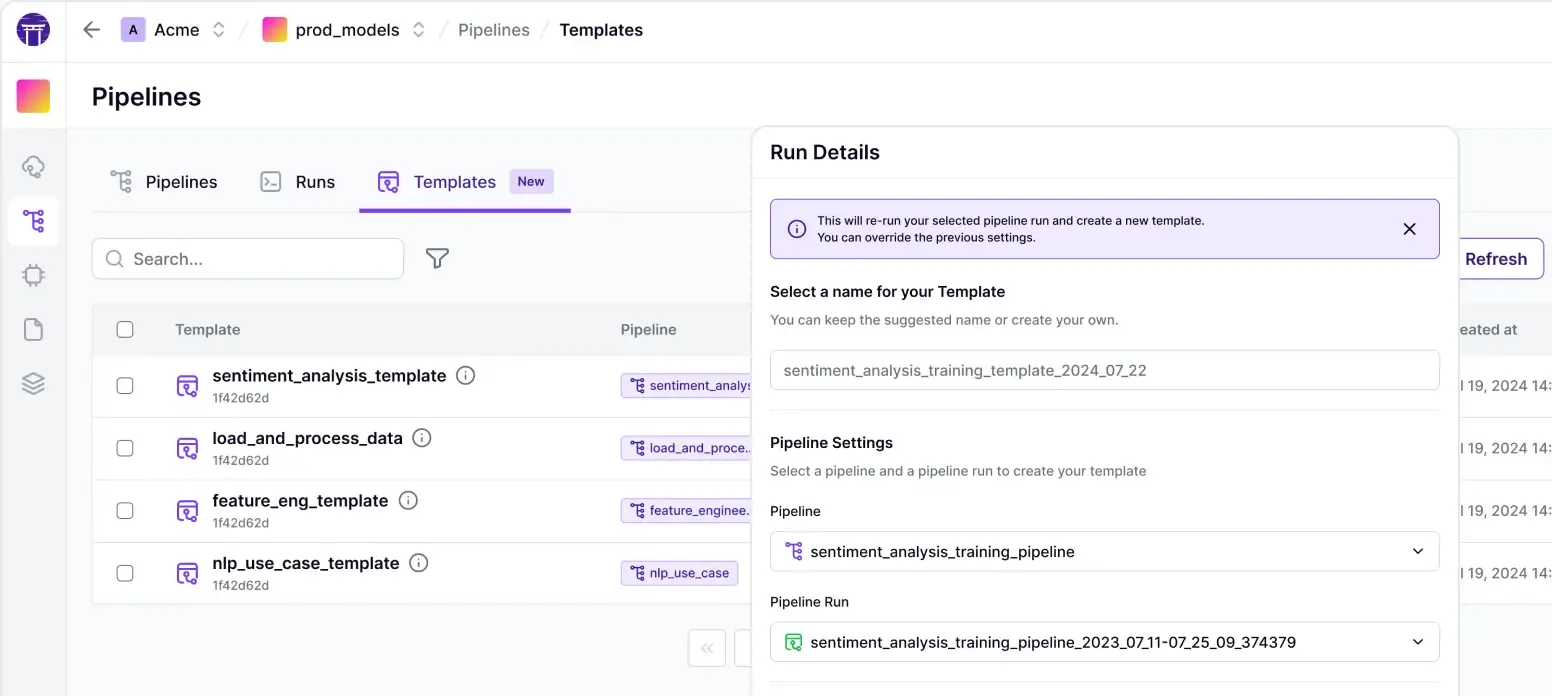 A Acme / prod_models / Pipelines / Templates
Pipelines
Pipelines Runs Templates New
Search...
Refresh
Template Pipeline
sentiment_analysis_template
1f42d62d
sentiment_analys
load_and_process_data
1f42d62d
load_and_proce..
feature_eng_template
1f42d62d
feature_enginee.
nlp_use_case_template
1f42d62d
nlp_use_case
«
Run Details
This will re-run your selected pipeline run and create a new template.
You can override the previous settings.
Select a name for your Template
You can keep the suggested name or create your own.
sentiment_analysis_training_template_2024_07_22
Pipeline Settings
Select a pipeline and a pipeline run to create your template
Pipeline
sentiment_analysis_training_pipeline
Pipeline Run
sentiment_analysis_training_pipeline_2023_07_11-07_25_09_374379
eated at
l 19, 2024 14:
l 19, 2024 14:
l 19, 2024 14:
l 19, 2024 14: